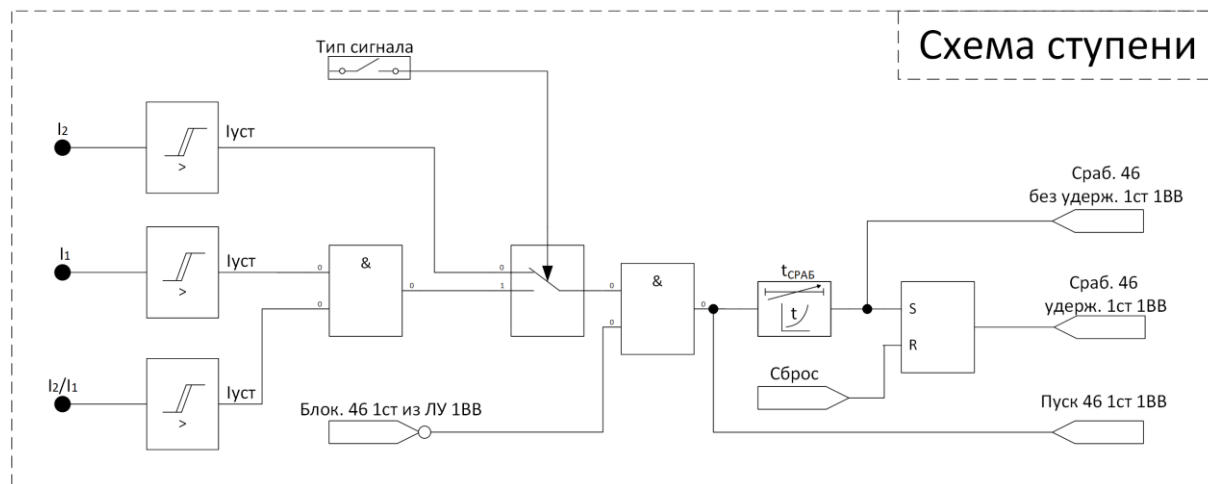 Схема ступени
Тип сигнала
I₂
Iуст
>
I₁
Iуст
>
I₂/I₁
Iуст
>
0
0
&
0
0
1
Блок. 46 1ст из ЛУ 1ВВ
0
0
&
0
tСРАБ
t
Сброс
S
R
Сраб. 46
без удерж. 1ст 1ВВ
Сраб. 46
удерж. 1ст 1ВВ
Пуск 46 1ст 1ВВ